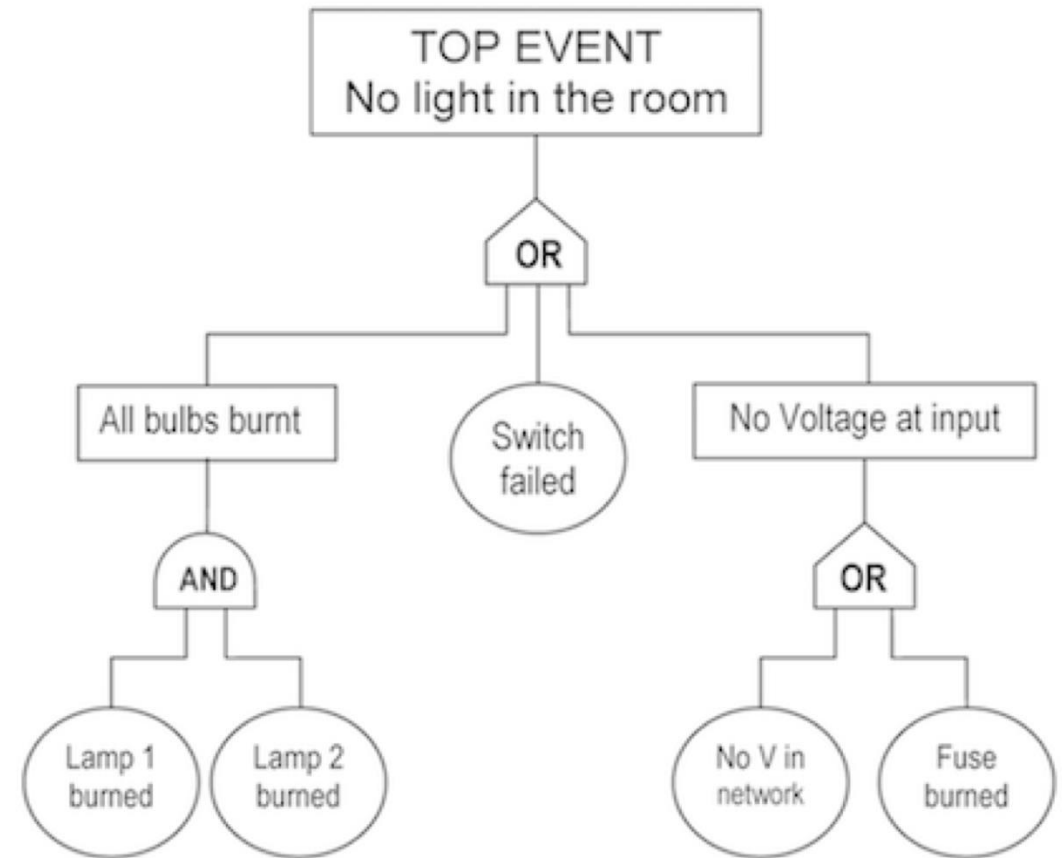 TOP EVENT
No light in the room
OR
All bulbs burnt
Switch
failed
No Voltage at input
AND
OR
Lamp 1
burned
Lamp 2
burned
No V in
network
Fuse
burned